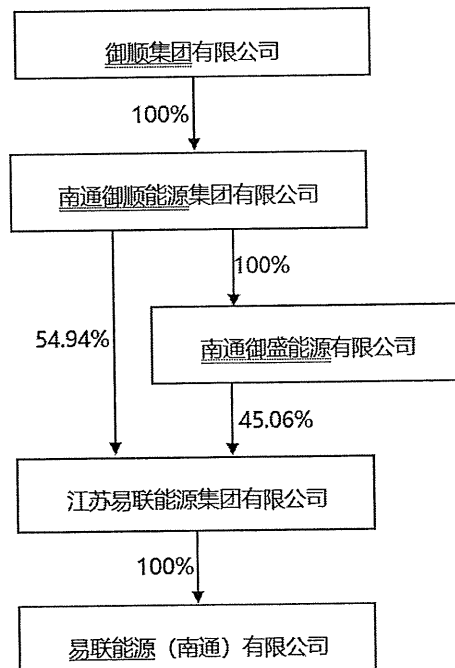 御顺集团有限公司
100%
南通御顺能源集团有限公司
100%
54.94%
南通御盛能源有限公司
45.06%
江苏易联能源集团有限公司
100%
易联能源（南通）有限公司